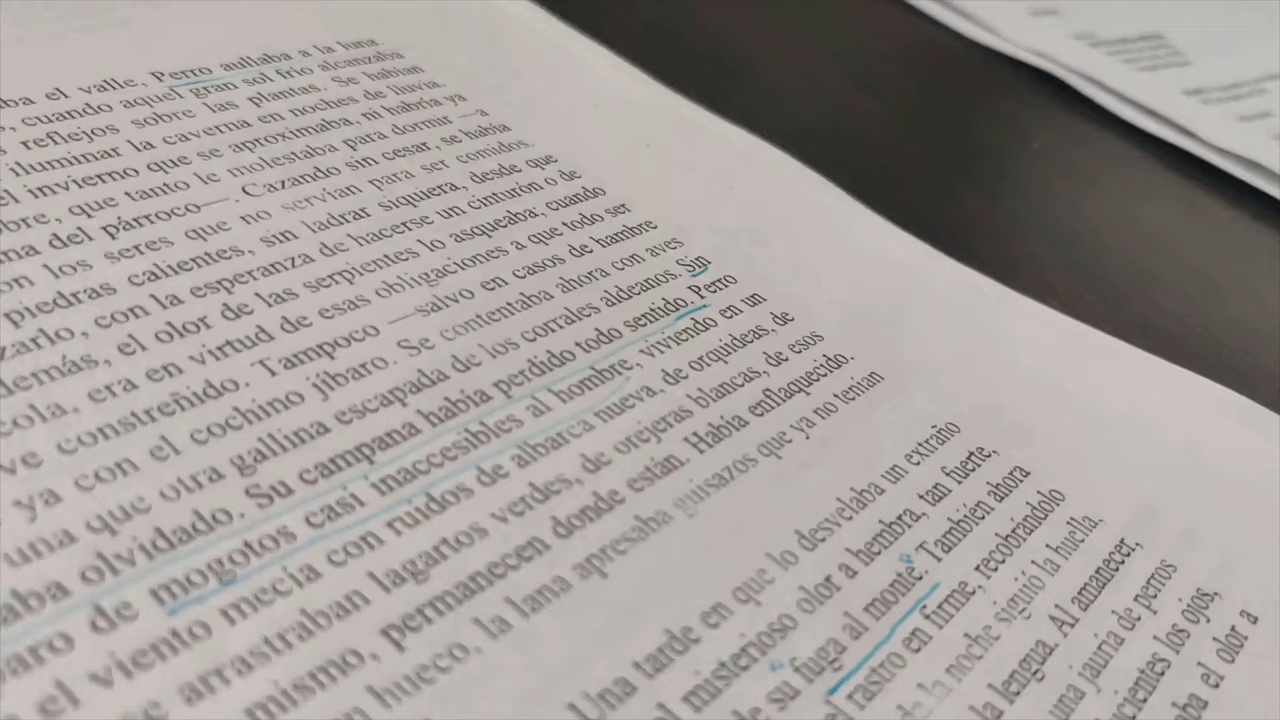 ba el valle, Perro aullaba a la luna.
, cuando aquel gran sol frío alcanzaba
reflejos sobre las plantas. Se habían
iluminar la caverna en noches de lluvia.
el invierno que se aproximaba, ni habría ya
bre, que tanto le molestaba para dormir —a
ma del párroco—. Cazando sin cesar, se había
on los seres que no servían para ser comidos.
piedras calientes, sin ladrar siquiera, desde que
zarlo, con la esperanza de hacerse un cinturón o de
demás, el olor de las serpientes lo asqueaba; cuando
cola, era en virtud de esas obligaciones a que todo ser
ve constreñido. Tampoco —salvo en casos de hambre
ya con el cochino jíbaro. Se contentaba ahora con aves
una que otra gallina escapada de los corrales aldeanos. Sin
aba olvidado. Su campana había perdido todo sentido. Perro
paro de mogotos casi inaccesibles al hombre, viviendo en un
el viento mecía con ruidos de albarca nueva, de orquídeas, de
se arrastraban lagartos verdes, de orejeras blancas, de esos
mismo, permanecen donde están. Había enflaquecido.
n hueco, la lana apresaba guisazos que ya no tenían
Una tarde en que lo desvelaba un extraño
l misterioso olor a hembra, tan fuerte,
de su "fuga al monte". También ahora
el rastro en firme, recobrándolo
la noche siguió la huella,
la lengua. Al amanecer,
una jauría de perros
cientes los ojos,
ba el olor a